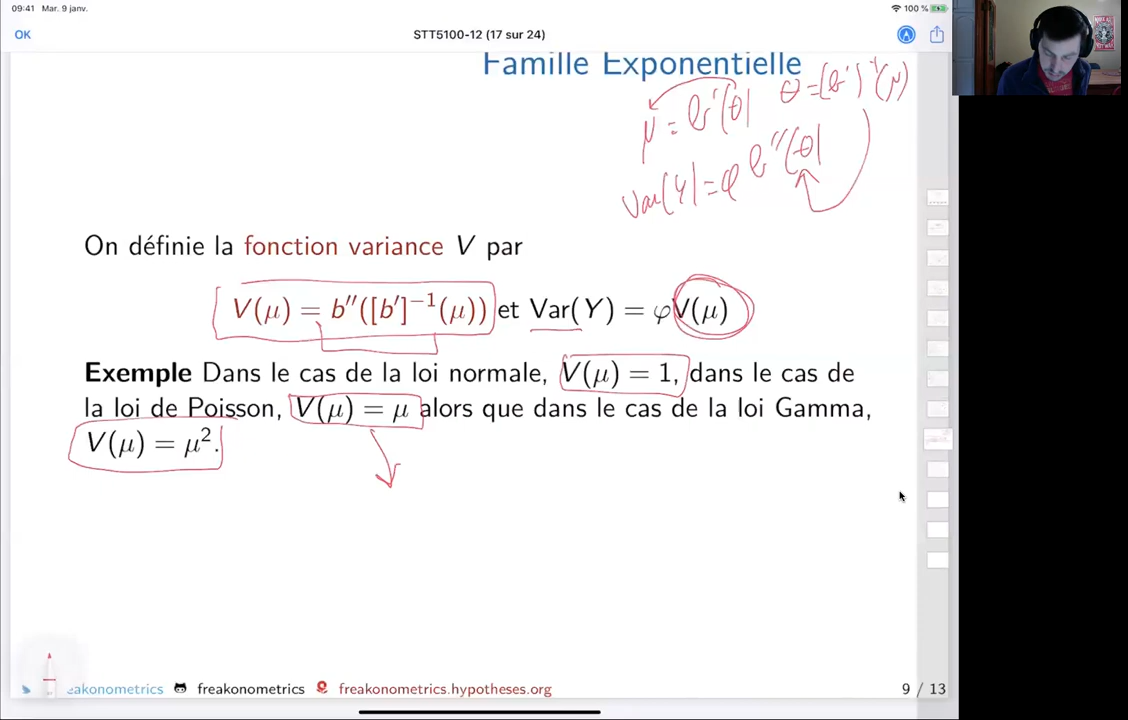 09:41 Mar. 9 janv.
100 %
OK
STT5100-12 (17 sur 24)
Famille Exponentielle
μ = b'(θ) θ = (b')⁻¹(μ)
Var(Y) = φ b''(θ)
On définie la fonction variance V par
V(μ) = b''([b']⁻¹(μ)) et Var(Y) = φV(μ)
Exemple Dans le cas de la loi normale, V(μ) = 1, dans le cas de
la loi de Poisson, V(μ) = μ alors que dans le cas de la loi Gamma,
V(μ) = μ².
eakonometrics freakonometrics freakonometrics.hypotheses.org
9 / 13